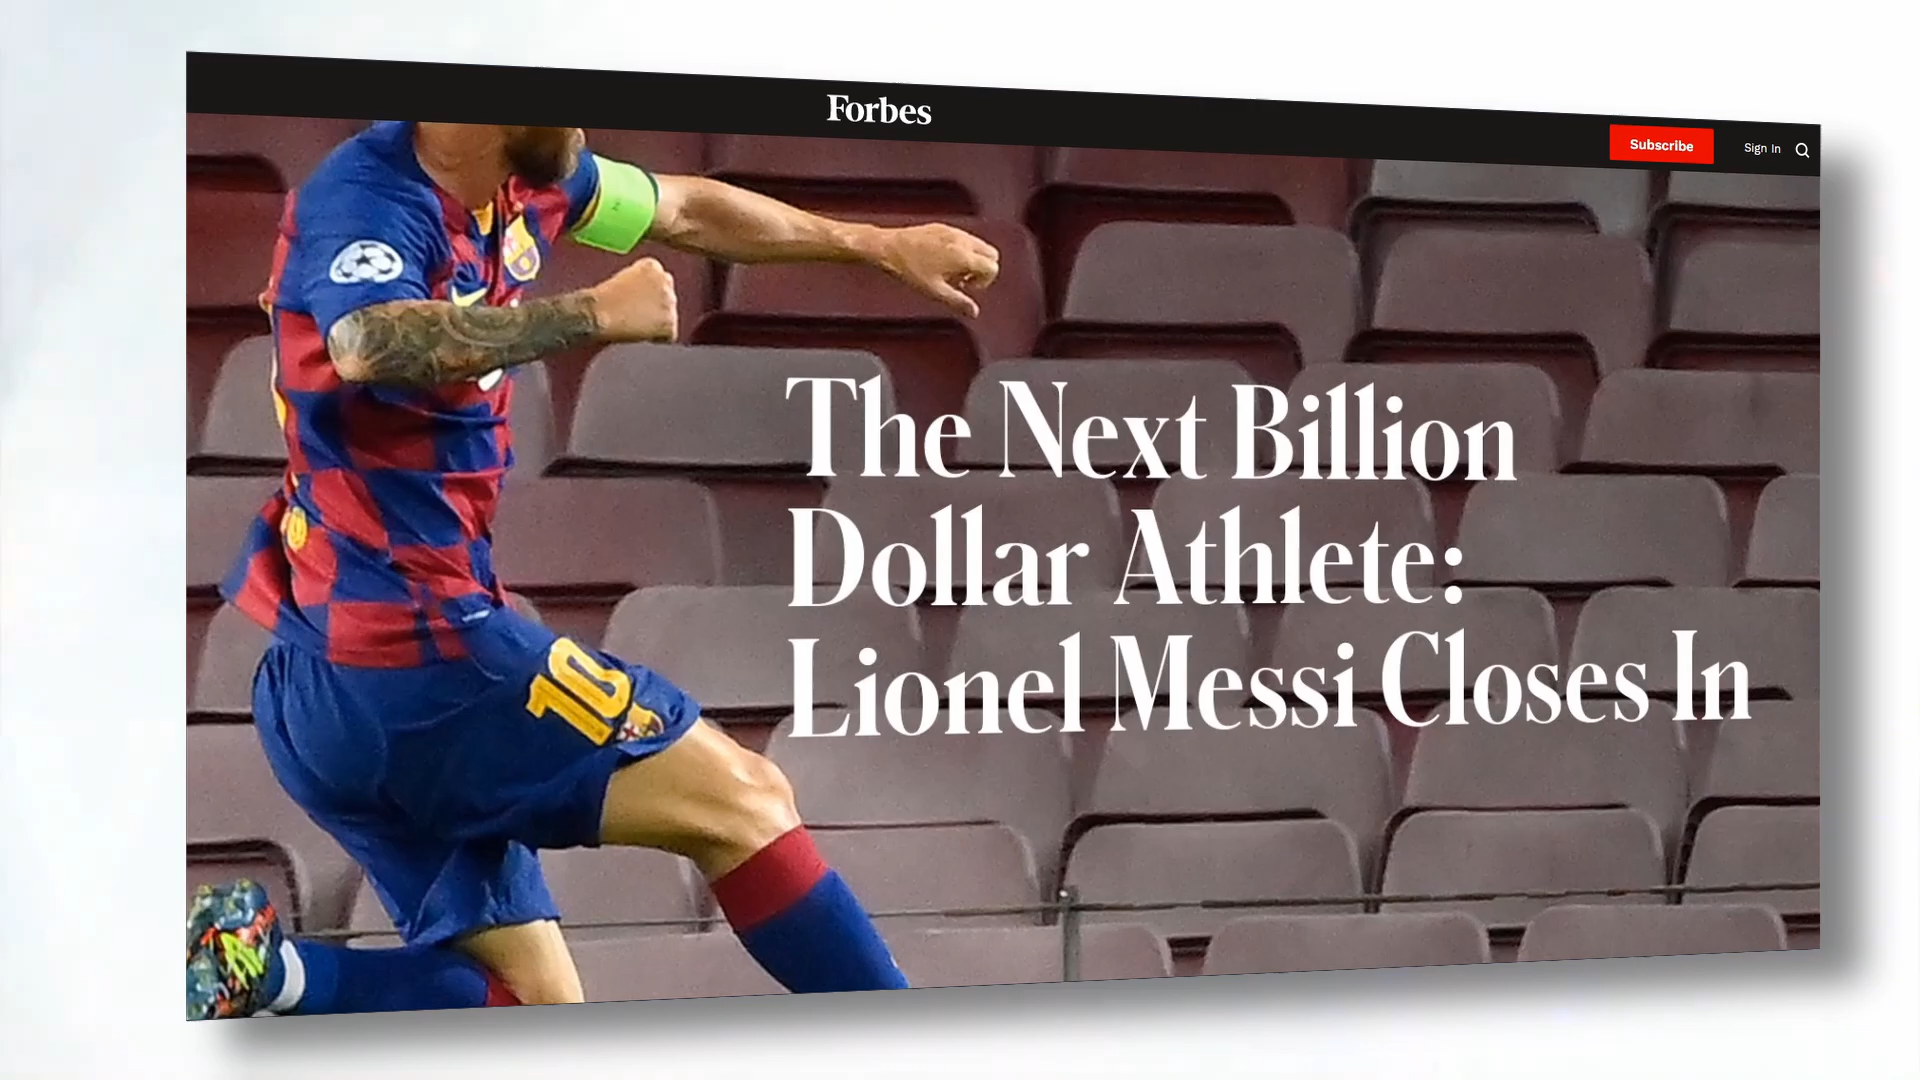 Forbes
Subscribe
Sign In
The Next Billion
Dollar Athlete:
Lionel Messi Closes In
10